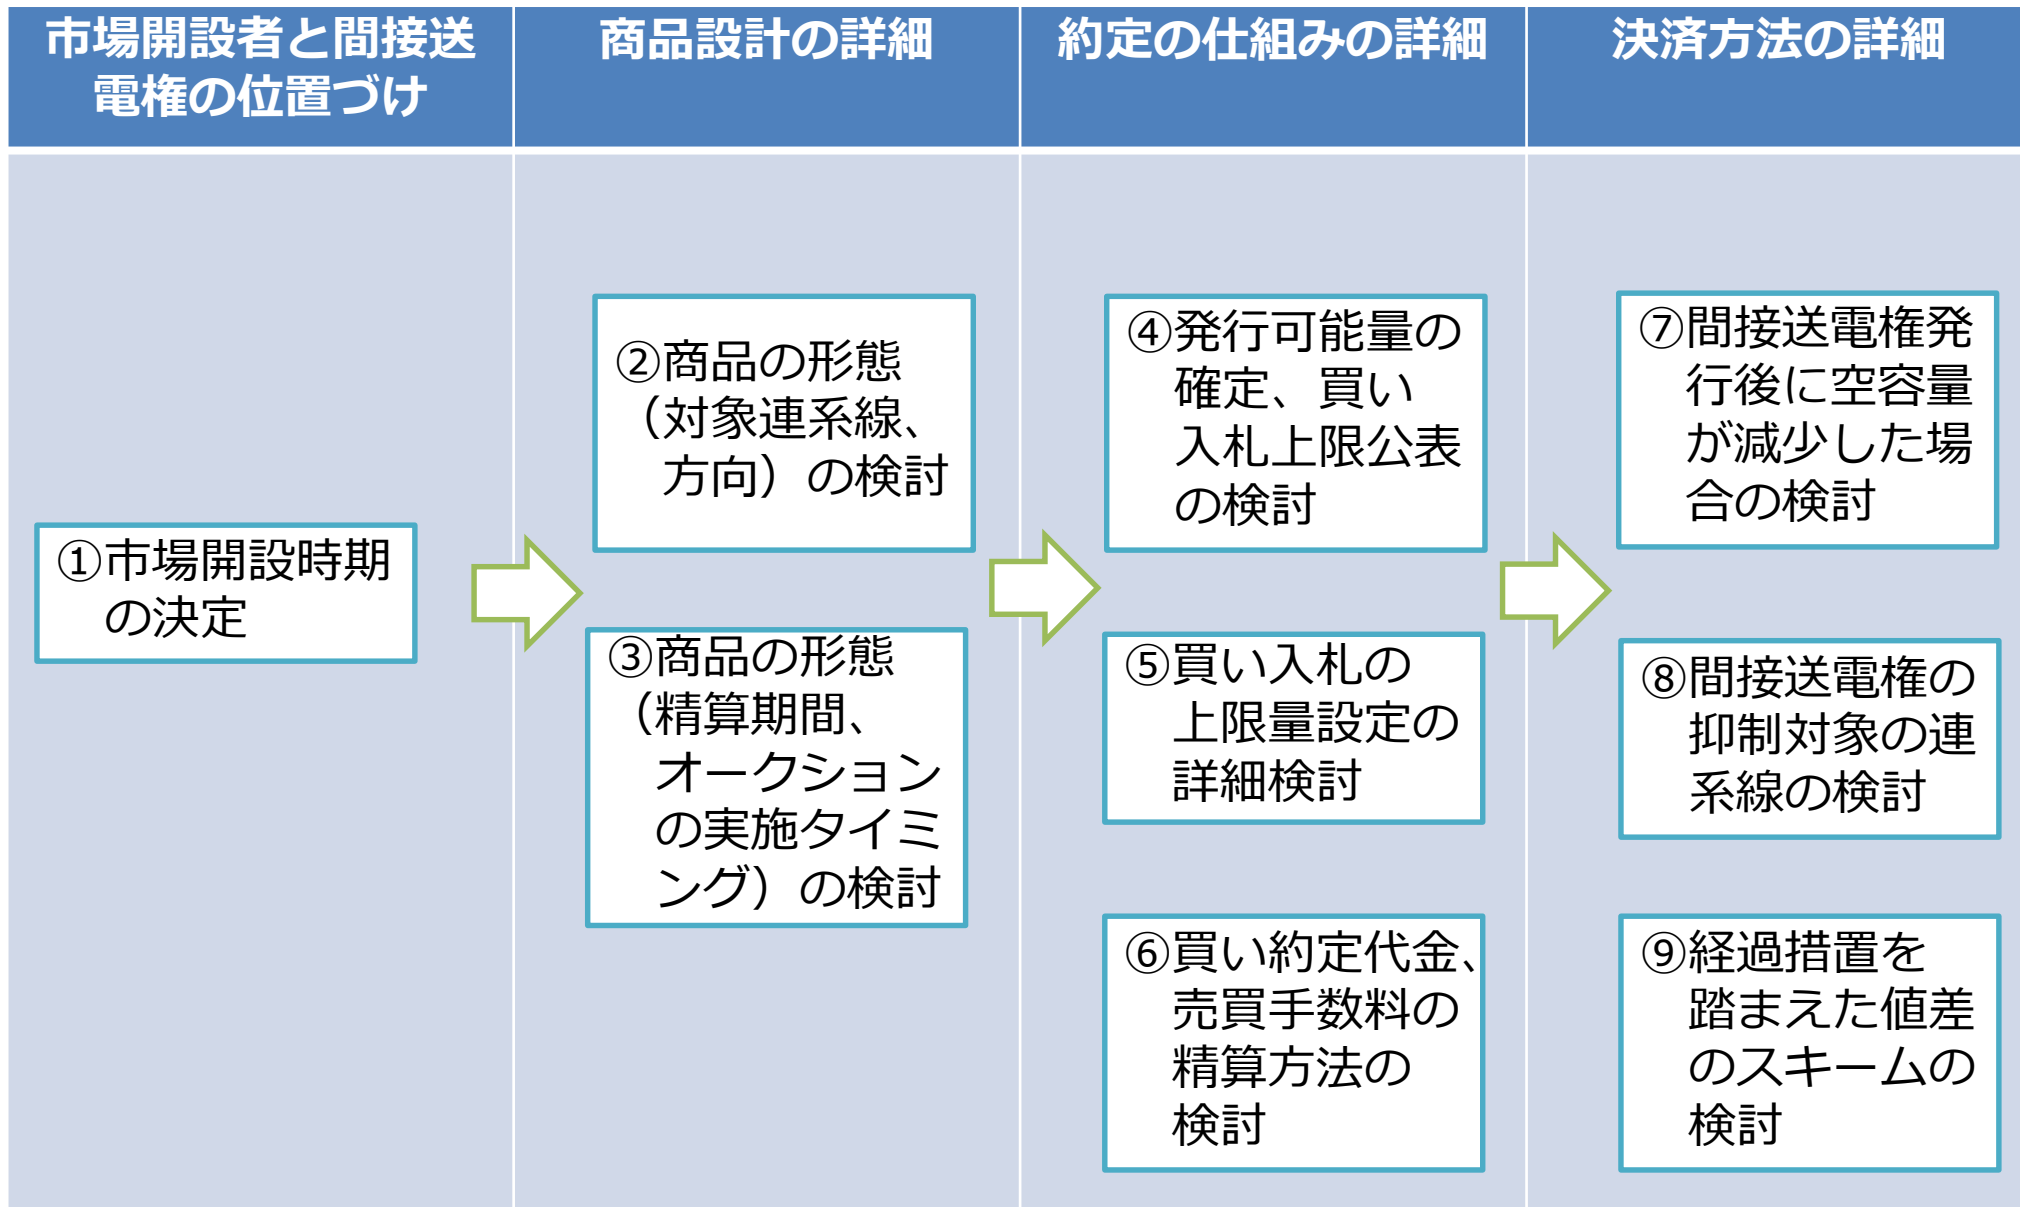 市場開設者と間接送
電権の位置づけ
商品設計の詳細
約定の仕組みの詳細
決済方法の詳細
①市場開設時期
の決定
②商品の形態
（対象連系線、
方向）の検討
③商品の形態
（精算期間、
オークション
の実施タイミ
ング）の検討
④発行可能量の
確定、買い
入札上限公表
の検討
⑤買い入札の
上限量設定の
詳細検討
⑥買い約定代金、
売買手数料の
精算方法の
検討
⑦間接送電権発
行後に空容量
が減少した場
合の検討
⑧間接送電権の
抑制対象の連
系線の検討
⑨経過措置を
踏まえた値差
のスキームの
検討